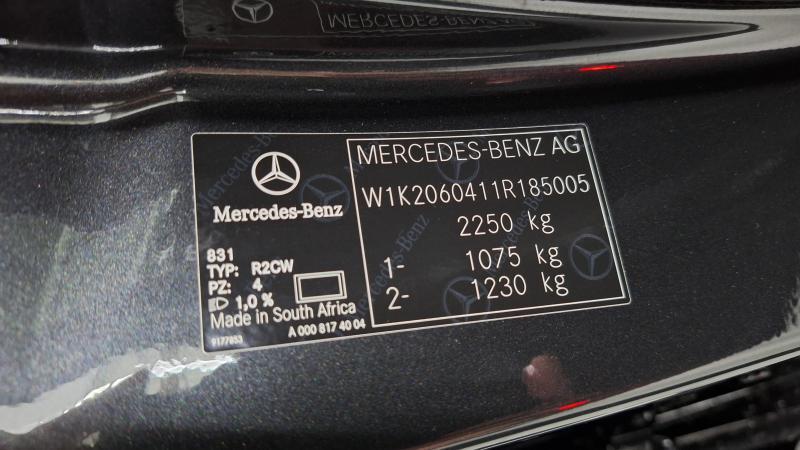 Mercedes-Benz
831
TYP: R2CW
PZ: 4
1,0 %
Made in South Africa
A 000 817 40 04
9177853
MERCEDES-BENZ AG
W1K2060411R185005
2250 kg
1- 1075 kg
2- 1230 kg